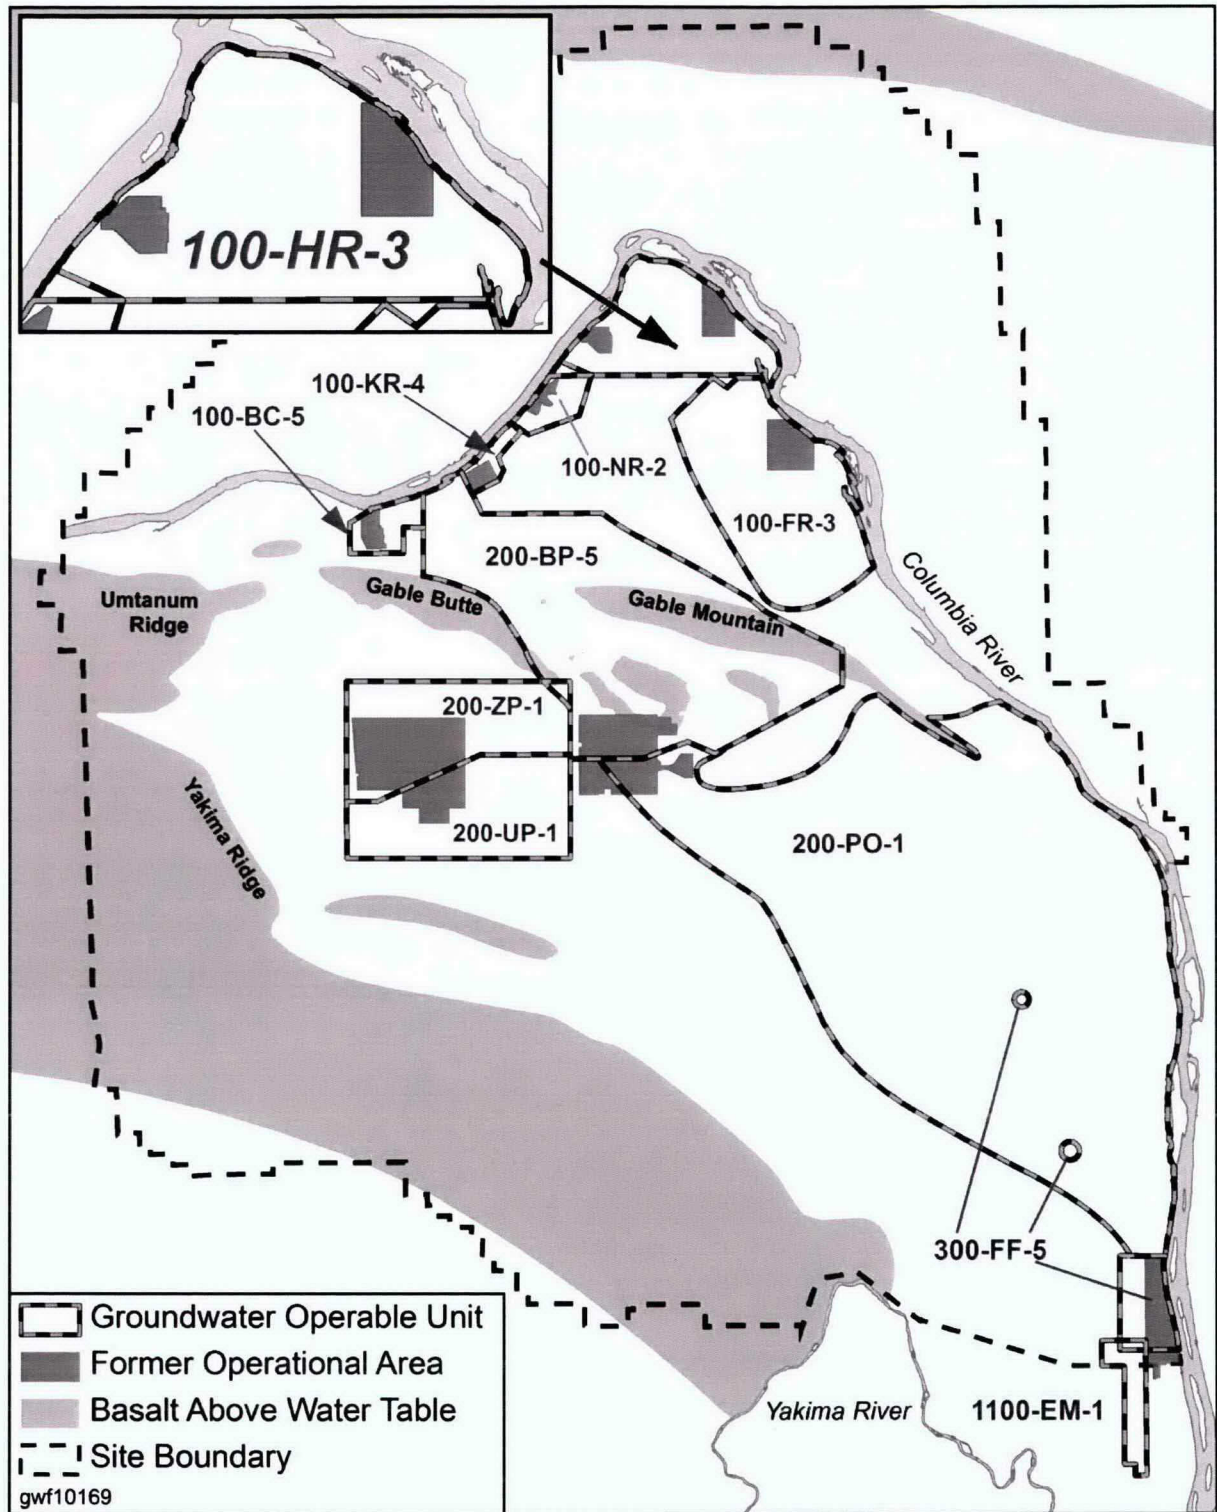 100-HR-3
100-KR-4
100-BC-5
100-NR-2
100-FR-3
200-BP-5
Columbia River
Umtanum
Ridge
Gable Butte
Gable Mountain
200-ZP-1
Yakima Ridge
200-UP-1
200-PO-1
300-FF-5
Yakima River
1100-EM-1
Groundwater Operable Unit
Former Operational Area
Basalt Above Water Table
Site Boundary
gwf10169